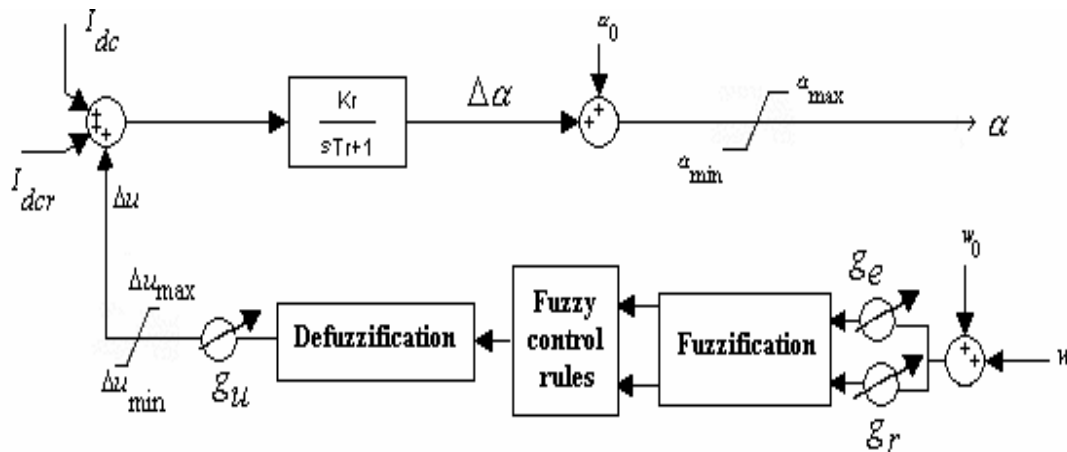 I_dc
α_0
Kr
sTr+1
Δα
α_max
α
α_min
I_dcr
Δu
w_0
g_e
Δu_max
Defuzzification
Fuzzy
control
rules
Fuzzification
w
Δu_min
g_u
g_r
+
+
+
+
+
+
+